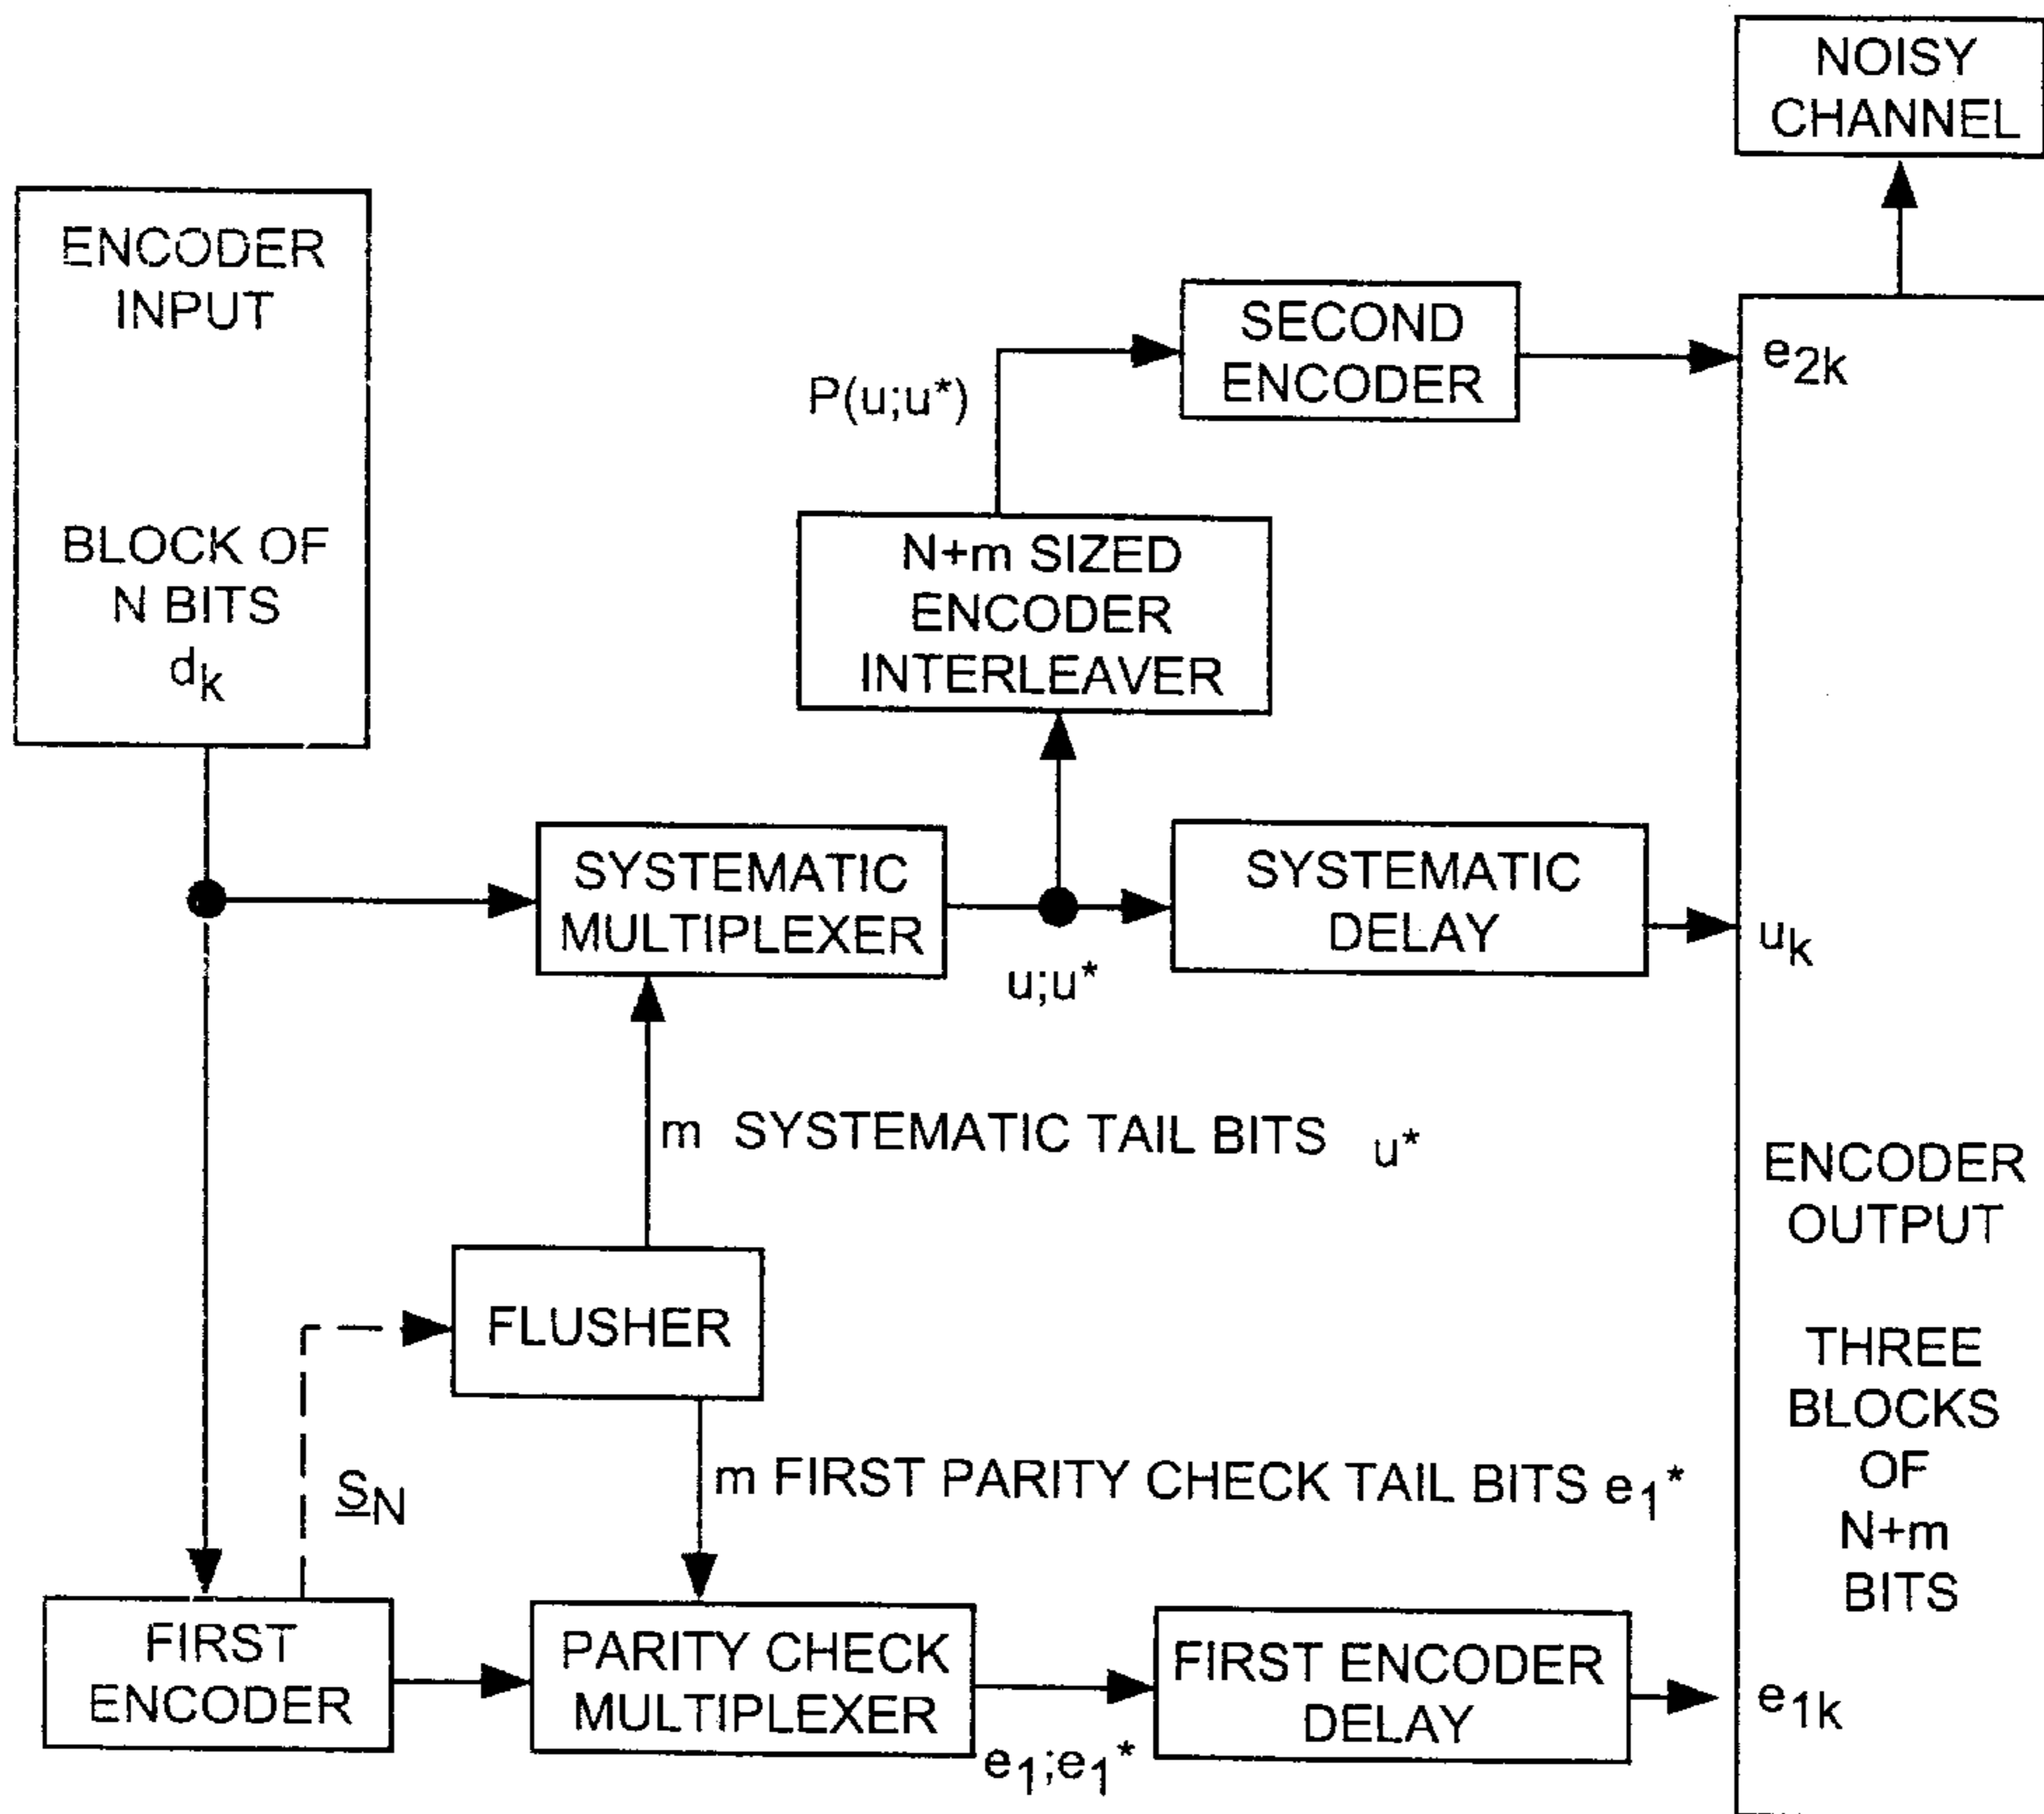 NOISY
CHANNEL
ENCODER
INPUT
BLOCK OF
N BITS
dk
SECOND
ENCODER
e2k
P(u;u*)
N+m SIZED
ENCODER
INTERLEAVER
SYSTEMATIC
MULTIPLEXER
u;u*
SYSTEMATIC
DELAY
uk
m SYSTEMATIC TAIL BITS u*
ENCODER
OUTPUT
THREE
BLOCKS
OF
N+m
BITS
FLUSHER
SN
m FIRST PARITY CHECK TAIL BITS e1*
FIRST
ENCODER
PARITY CHECK
MULTIPLEXER
e1;e1*
FIRST ENCODER
DELAY
e1k